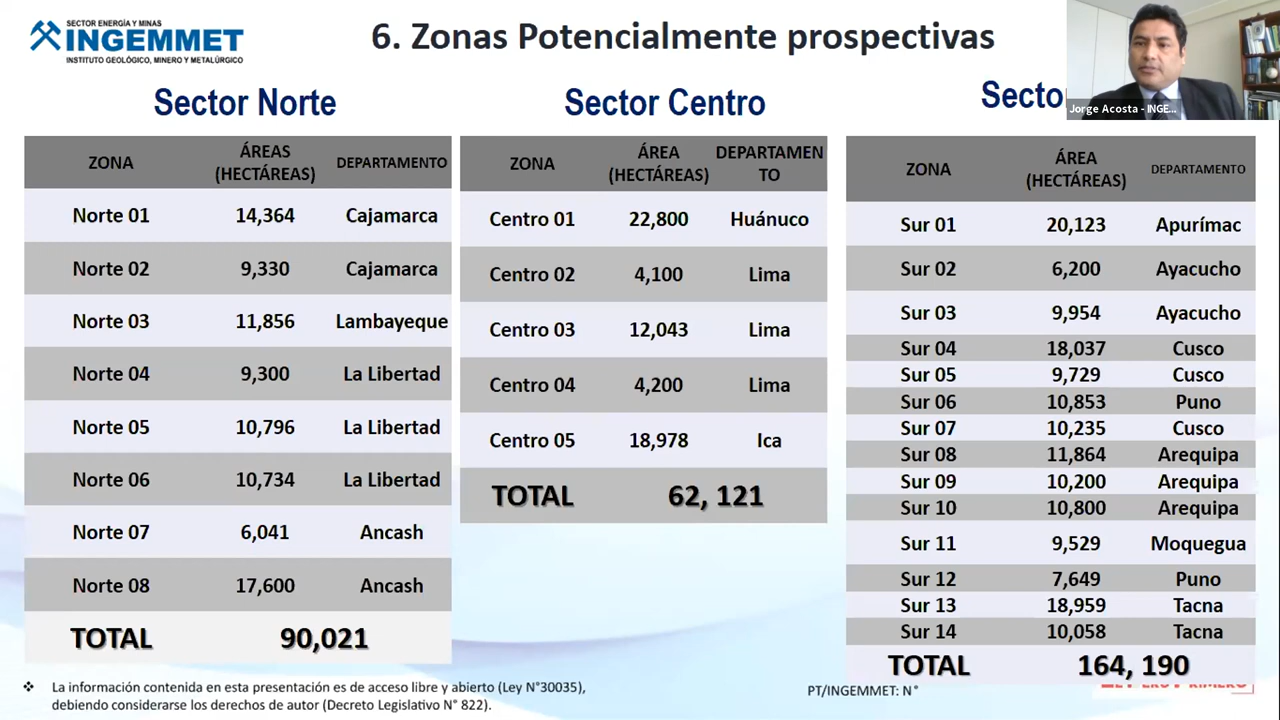 SECTOR ENERGÍA Y MINAS
INGEMMET
INSTITUTO GEOLÓGICO, MINERO Y METALÚRGICO
6. Zonas Potencialmente prospectivas
Jorge Acosta - INGE...
Sector Norte
ZONA ÁREAS (HECTÁREAS) DEPARTAMENTO
Norte 01 14,364 Cajamarca
Norte 02 9,330 Cajamarca
Norte 03 11,856 Lambayeque
Norte 04 9,300 La Libertad
Norte 05 10,796 La Libertad
Norte 06 10,734 La Libertad
Norte 07 6,041 Ancash
Norte 08 17,600 Ancash
TOTAL 90,021
Sector Centro
ZONA ÁREA (HECTÁREAS) DEPARTAMENTO
Centro 01 22,800 Huánuco
Centro 02 4,100 Lima
Centro 03 12,043 Lima
Centro 04 4,200 Lima
Centro 05 18,978 Ica
TOTAL 62, 121
Secto
ZONA ÁREA (HECTÁREAS) DEPARTAMENTO
Sur 01 20,123 Apurímac
Sur 02 6,200 Ayacucho
Sur 03 9,954 Ayacucho
Sur 04 18,037 Cusco
Sur 05 9,729 Cusco
Sur 06 10,853 Puno
Sur 07 10,235 Cusco
Sur 08 11,864 Arequipa
Sur 09 10,200 Arequipa
Sur 10 10,800 Arequipa
Sur 11 9,529 Moquegua
Sur 12 7,649 Puno
Sur 13 18,959 Tacna
Sur 14 10,058 Tacna
TOTAL 164, 190
❖ La información contenida en esta presentación es de acceso libre y abierto (Ley N°30035),
debiendo considerarse los derechos de autor (Decreto Legislativo N° 822).
PT/INGEMMET: N°